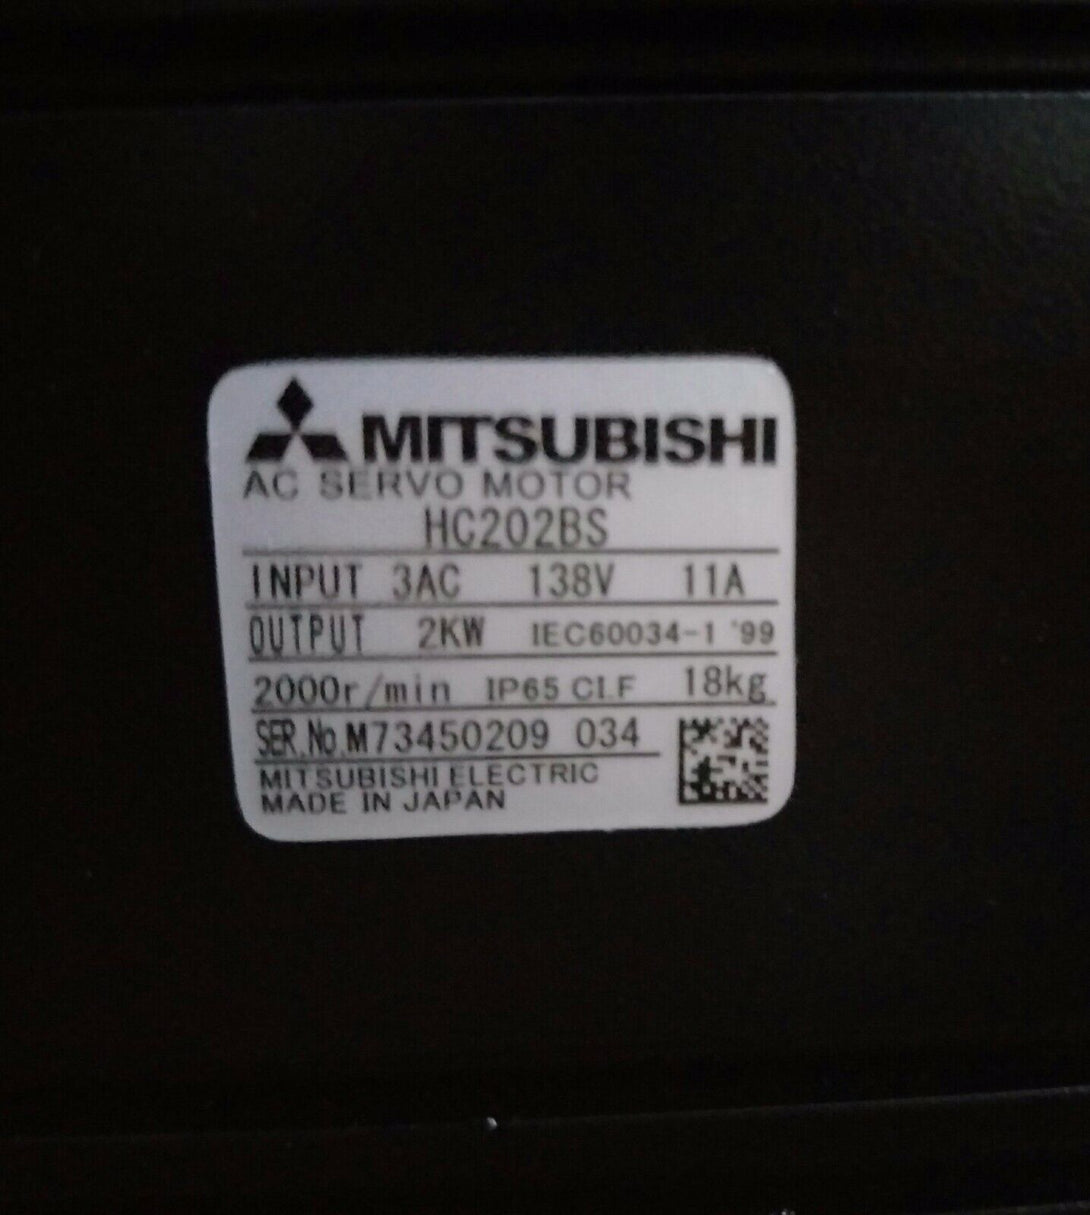 MITSUBISHI
AC SERVO MOTOR
HC202BS
INPUT 3AC 138V 11A
OUTPUT 2KW IEC60034-1 '99
2000r/min IP65 CI.F 18kg
SER.No.M73450209 034
MITSUBISHI ELECTRIC
MADE IN JAPAN